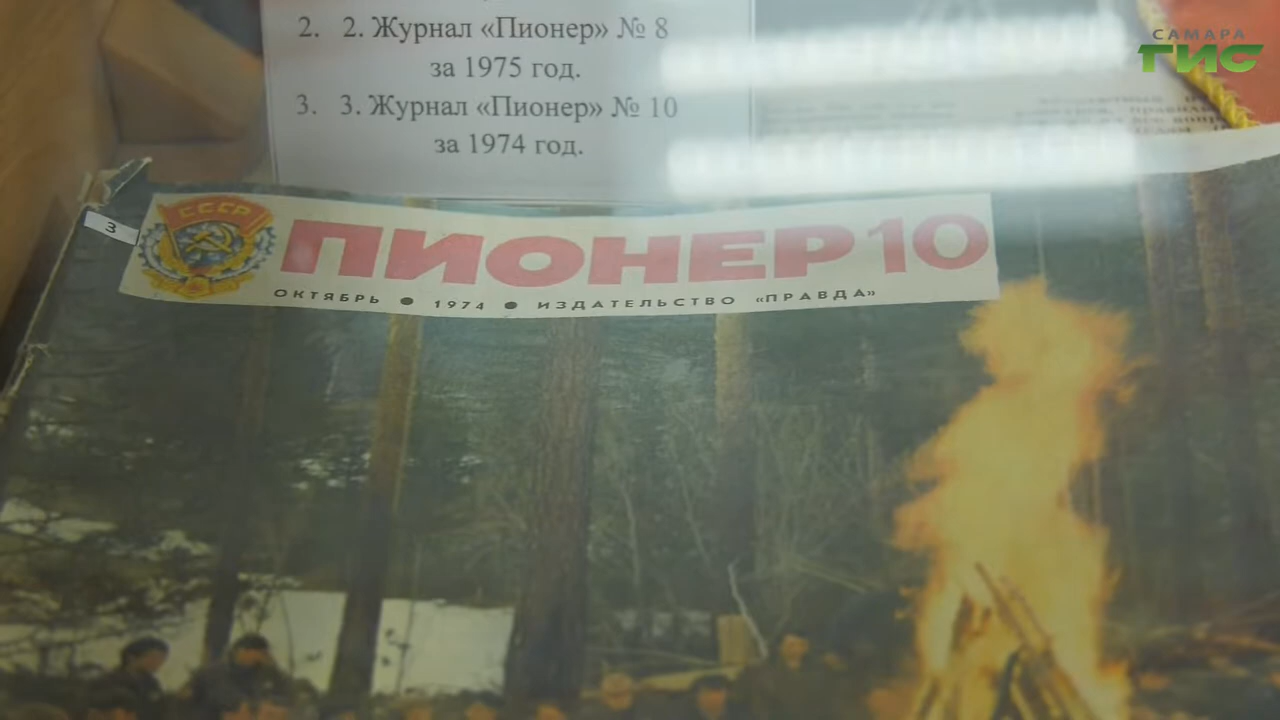 2. 2. Журнал «Пионер» № 8
за 1975 год.
3. 3. Журнал «Пионер» № 10
за 1974 год.
САМАРА
ГИС
3
СССР
ПИОНЕР 10
ОКТЯБРЬ ● 1974 ● ИЗДАТЕЛЬСТВО «ПРАВДА»